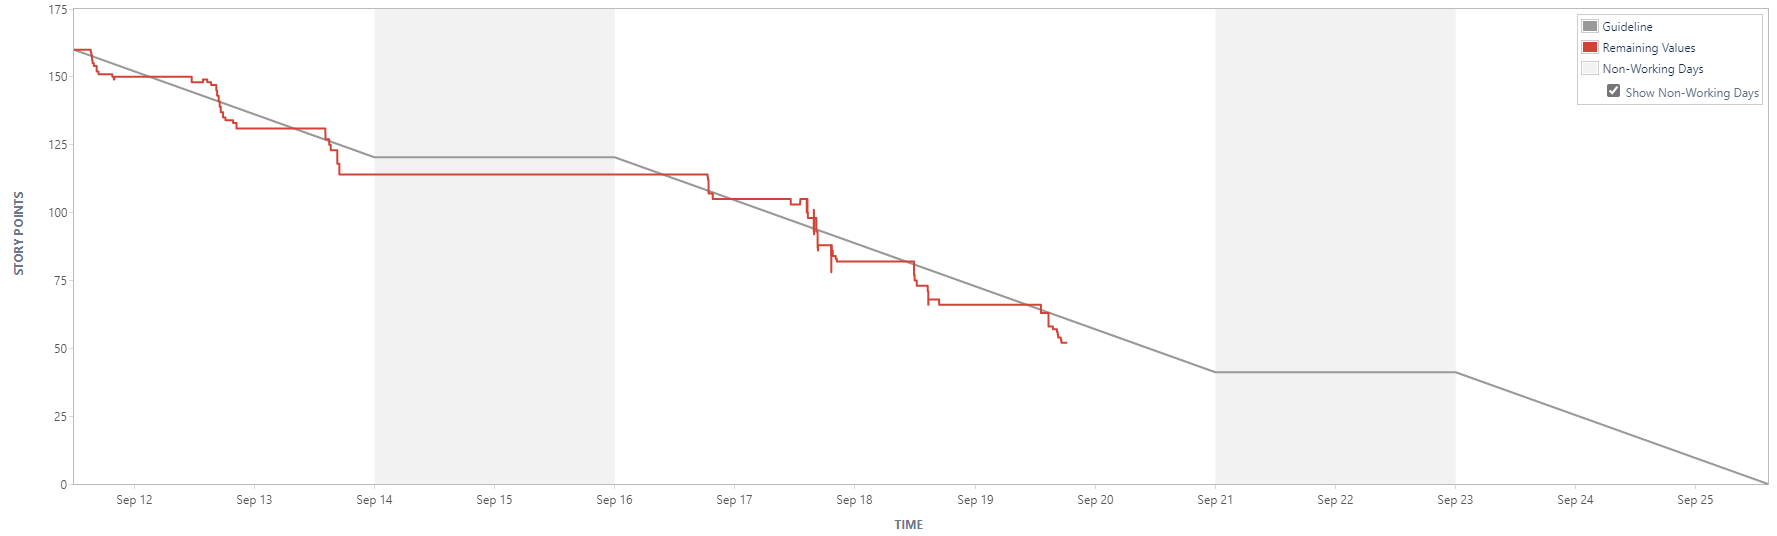 175
150
125
100
75
50
25
0
STORY POINTS
Guideline
Remaining Values
Non-Working Days
Show Non-Working Days
Sep 12 Sep 13 Sep 14 Sep 15 Sep 16 Sep 17 Sep 18 Sep 19 Sep 20 Sep 21 Sep 22 Sep 23 Sep 24 Sep 25
TIME